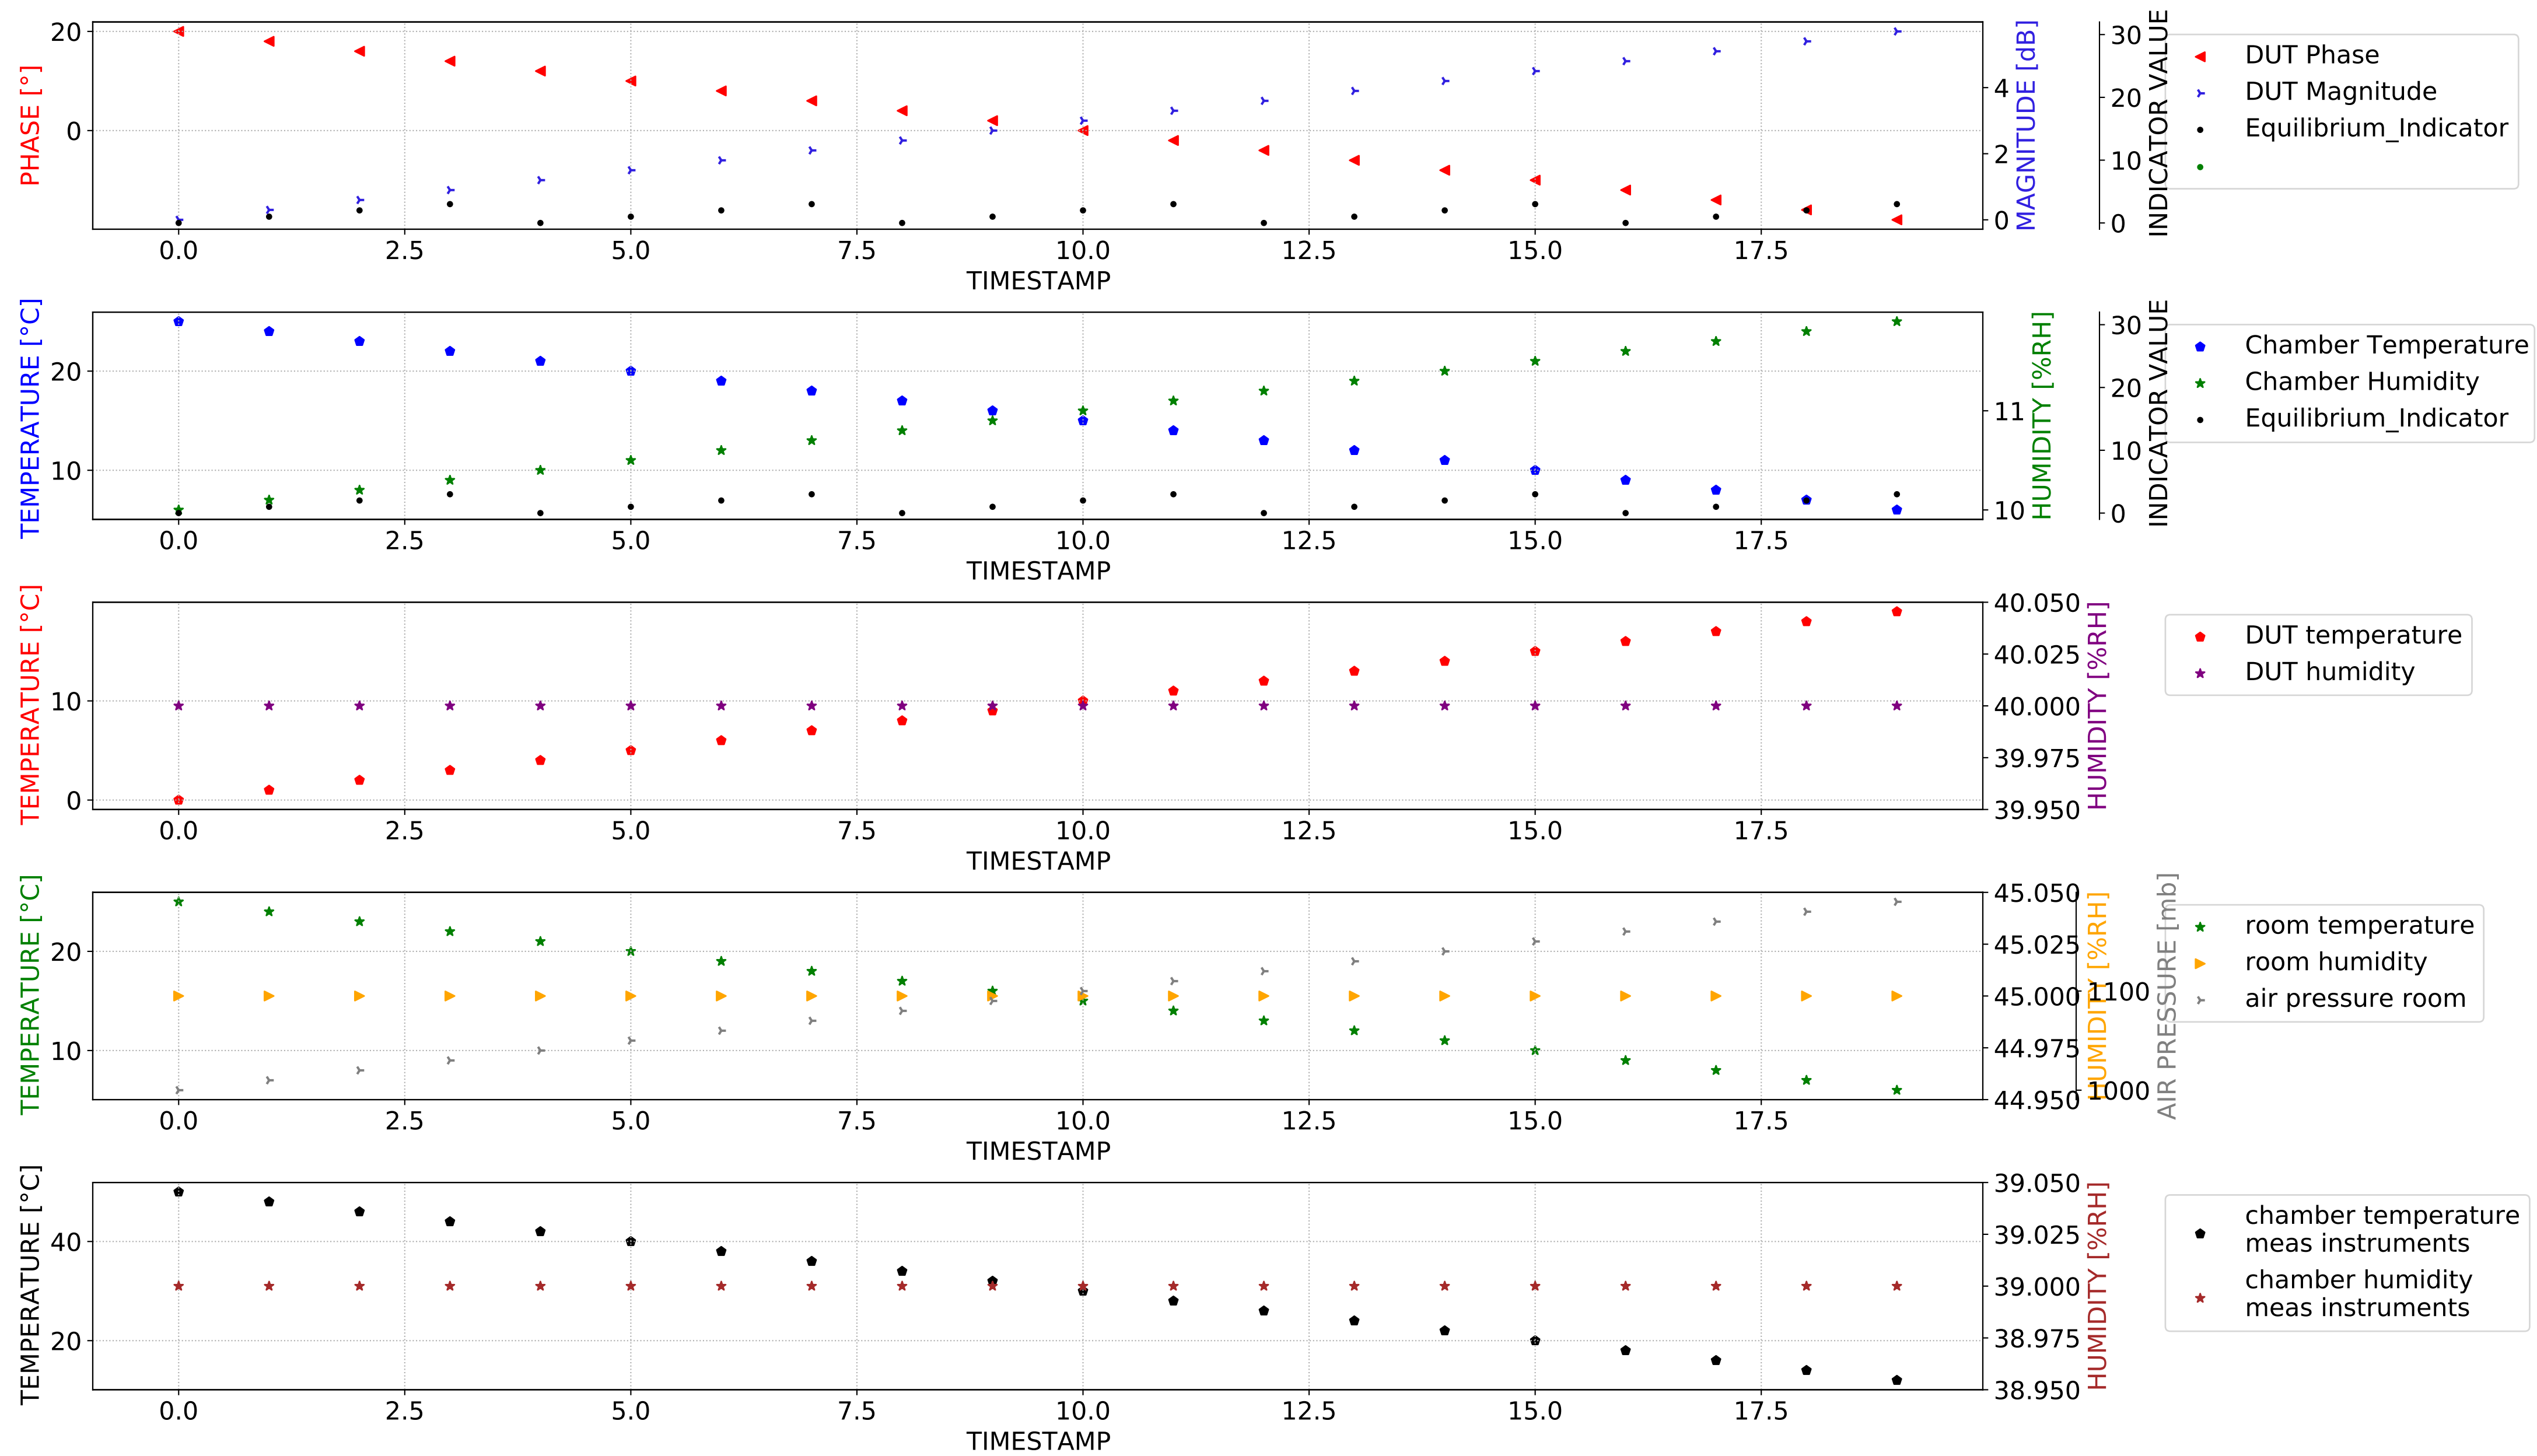 PHASE [°]
20
0
MAGNITUDE [dB]
4
2
0
INDICATOR VALUE
30
20
10
0
DUT Phase
DUT Magnitude
Equilibrium_Indicator
0.0 2.5 5.0 7.5 10.0 12.5 15.0 17.5
TIMESTAMP
TEMPERATURE [°C]
20
10
HUMIDITY [%RH]
11
10
INDICATOR VALUE
30
20
10
0
Chamber Temperature
Chamber Humidity
Equilibrium_Indicator
0.0 2.5 5.0 7.5 10.0 12.5 15.0 17.5
TIMESTAMP
TEMPERATURE [°C]
10
0
40.050
40.025
40.000
39.975
39.950
HUMIDITY [%RH]
DUT temperature
DUT humidity
0.0 2.5 5.0 7.5 10.0 12.5 15.0 17.5
TIMESTAMP
TEMPERATURE [°C]
20
10
45.050
45.025
45.000
44.975
44.950
HUMIDITY [%RH]
1100
1000
AIR PRESSURE [mb]
room temperature
room humidity
air pressure room
0.0 2.5 5.0 7.5 10.0 12.5 15.0 17.5
TIMESTAMP
TEMPERATURE [°C]
40
20
39.050
39.025
39.000
38.975
38.950
HUMIDITY [%RH]
chamber temperature
meas instruments
chamber humidity
meas instruments
0.0 2.5 5.0 7.5 10.0 12.5 15.0 17.5
TIMESTAMP